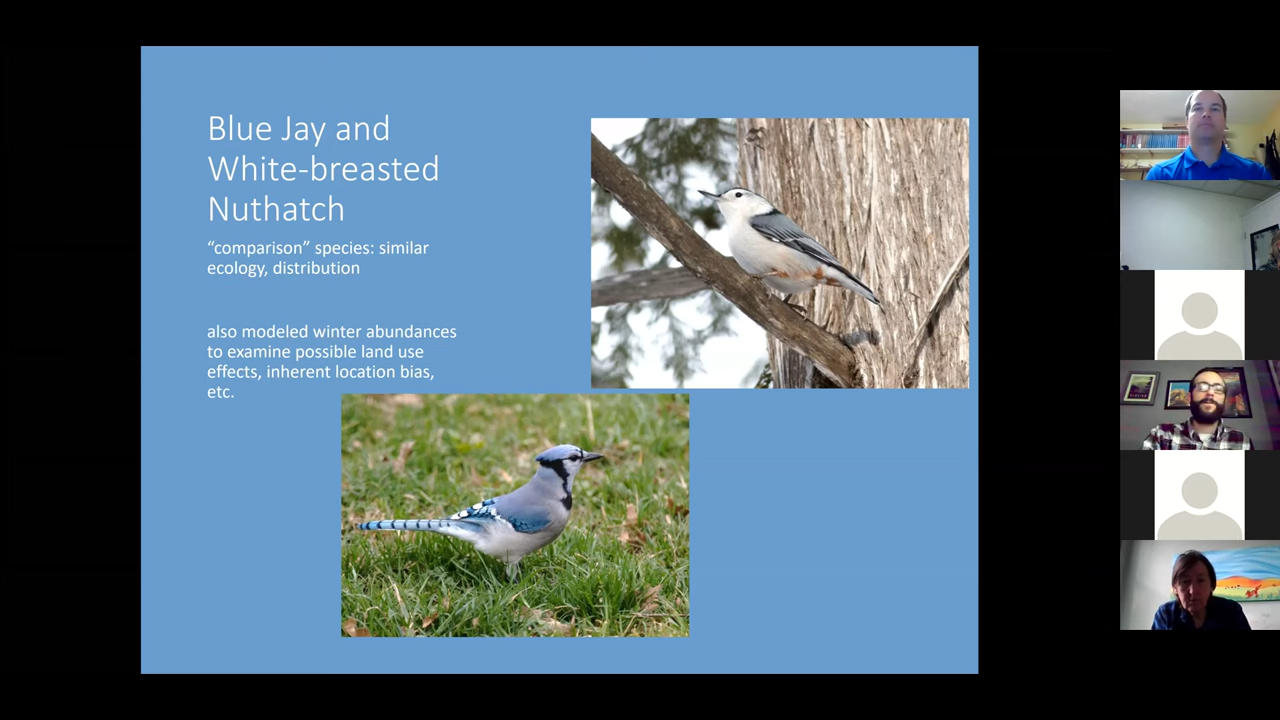 Blue Jay and
White-breasted
Nuthatch
“comparison” species: similar
ecology, distribution
also modeled winter abundances
to examine possible land use
effects, inherent location bias,
etc.